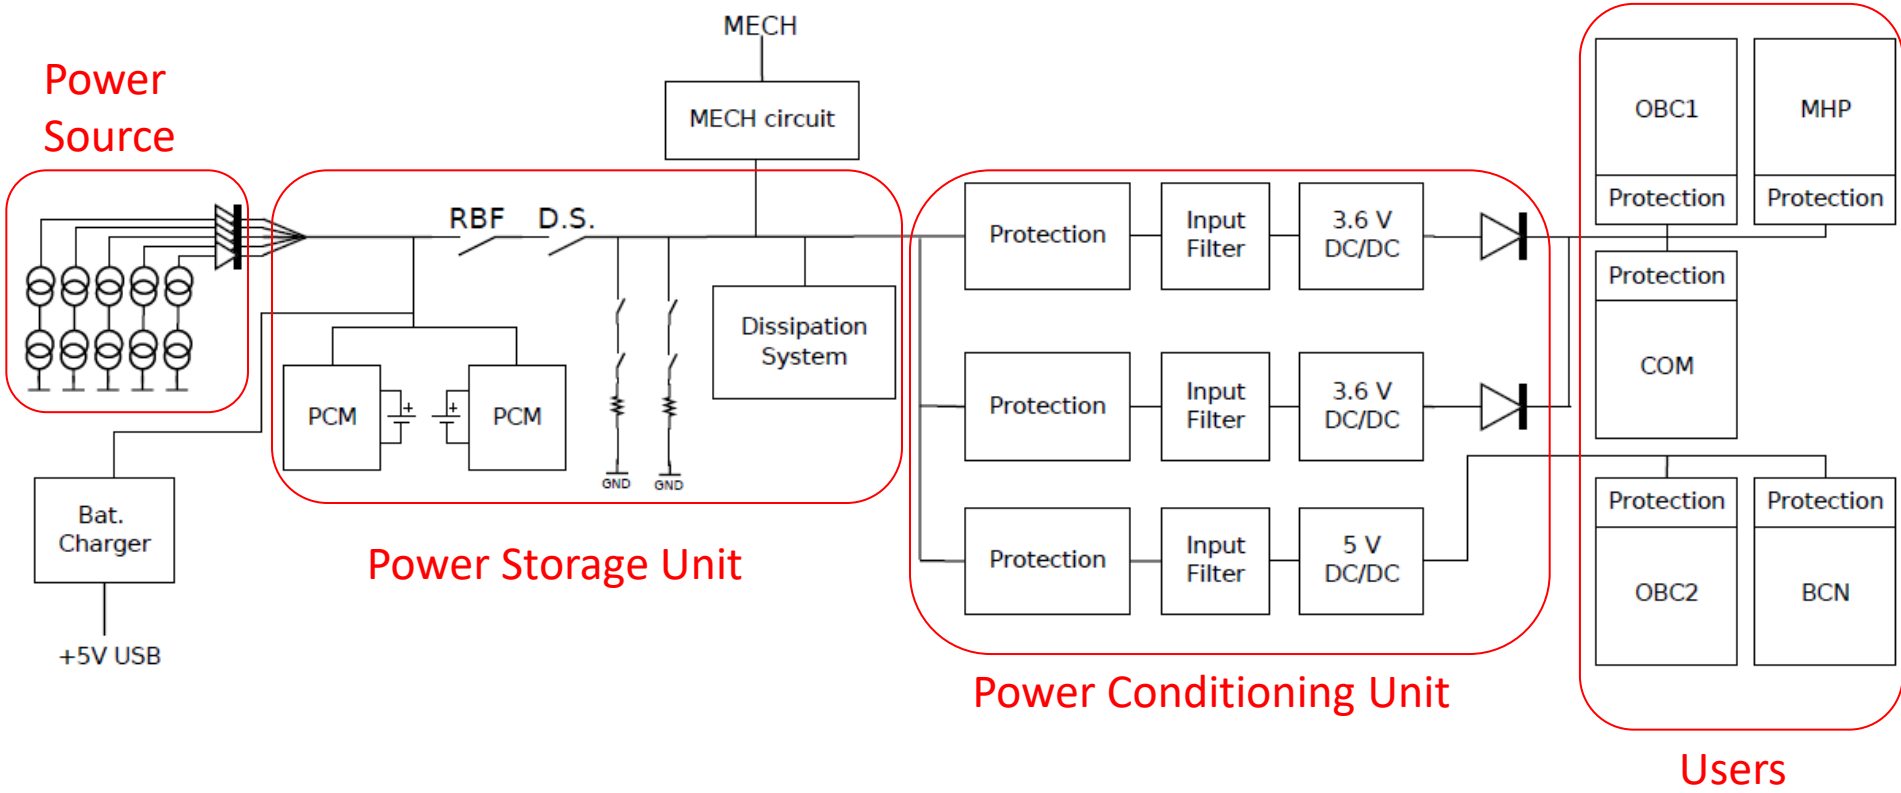 MECH
MECH circuit
Power
Source
RBF
D.S.
Dissipation
System
PCM
PCM
GND
GND
Bat.
Charger
+5V USB
Power Storage Unit
Protection
Input
Filter
3.6 V
DC/DC
Protection
Input
Filter
3.6 V
DC/DC
Protection
Input
Filter
5 V
DC/DC
Power Conditioning Unit
OBC1
Protection
MHP
Protection
Protection
COM
Protection
OBC2
Protection
BCN
Users